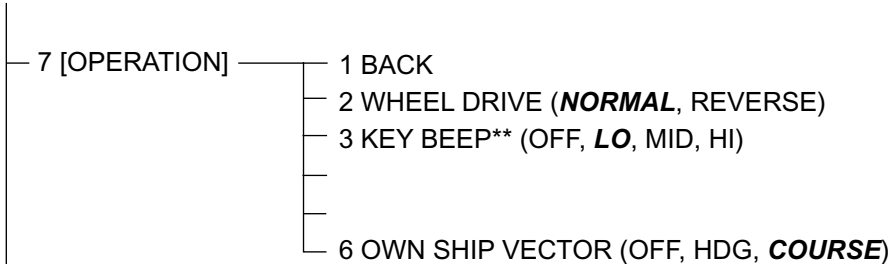 7 [OPERATION]
1 BACK
2 WHEEL DRIVE (NORMAL, REVERSE)
3 KEY BEEP** (OFF, LO, MID, HI)
6 OWN SHIP VECTOR (OFF, HDG, COURSE)